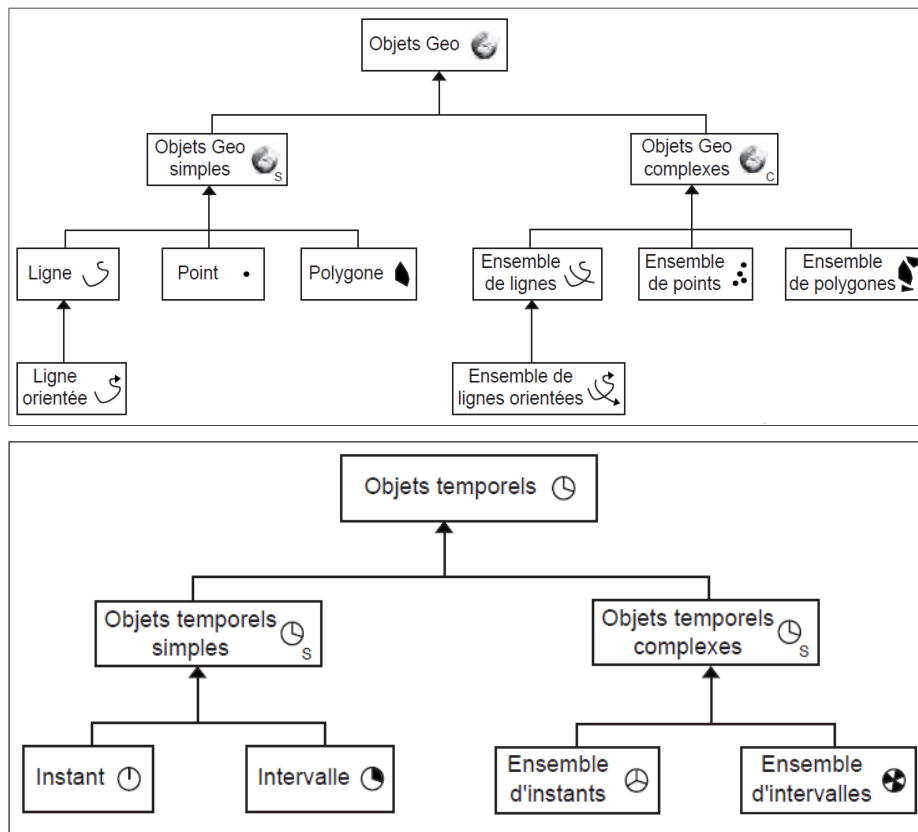 Objets Geo
Objets Geo
simples
S
Objets Geo
complexes
C
Ligne
Point
Polygone
Ensemble
de lignes
Ensemble
de points
Ensemble
de polygones
Ligne
orientée
Ensemble de
lignes orientées
Objets temporels
Objets temporels
simples
S
Objets temporels
complexes
S
Instant
Intervalle
Ensemble
d'instants
Ensemble
d'intervalles